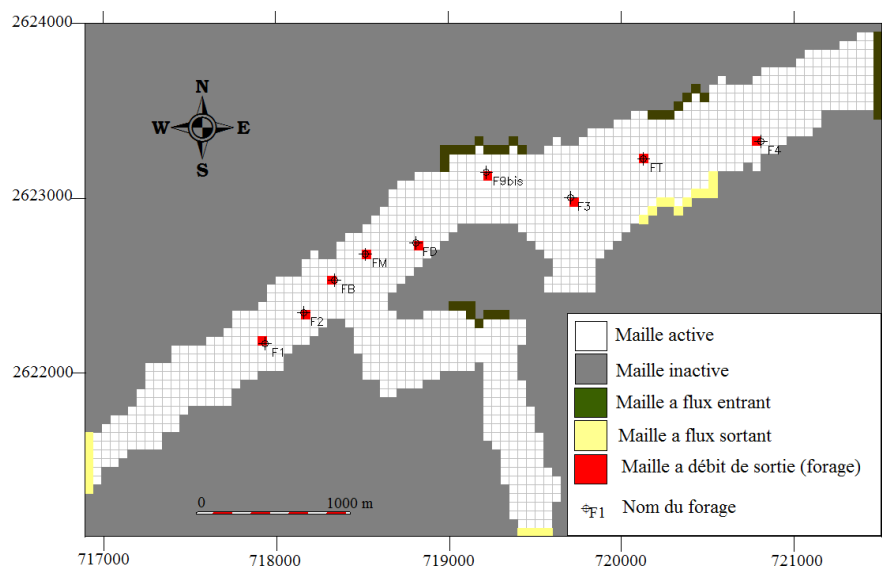 2624000
2623000
2622000
N
W E
S
F4
FT
F9bis
F3
FD
FM
FB
F2
F1
0 1000 m
Maille active
Maille inactive
Maille a flux entrant
Maille a flux sortant
Maille a débit de sortie (forage)
F1 Nom du forage
717000 718000 719000 720000 721000